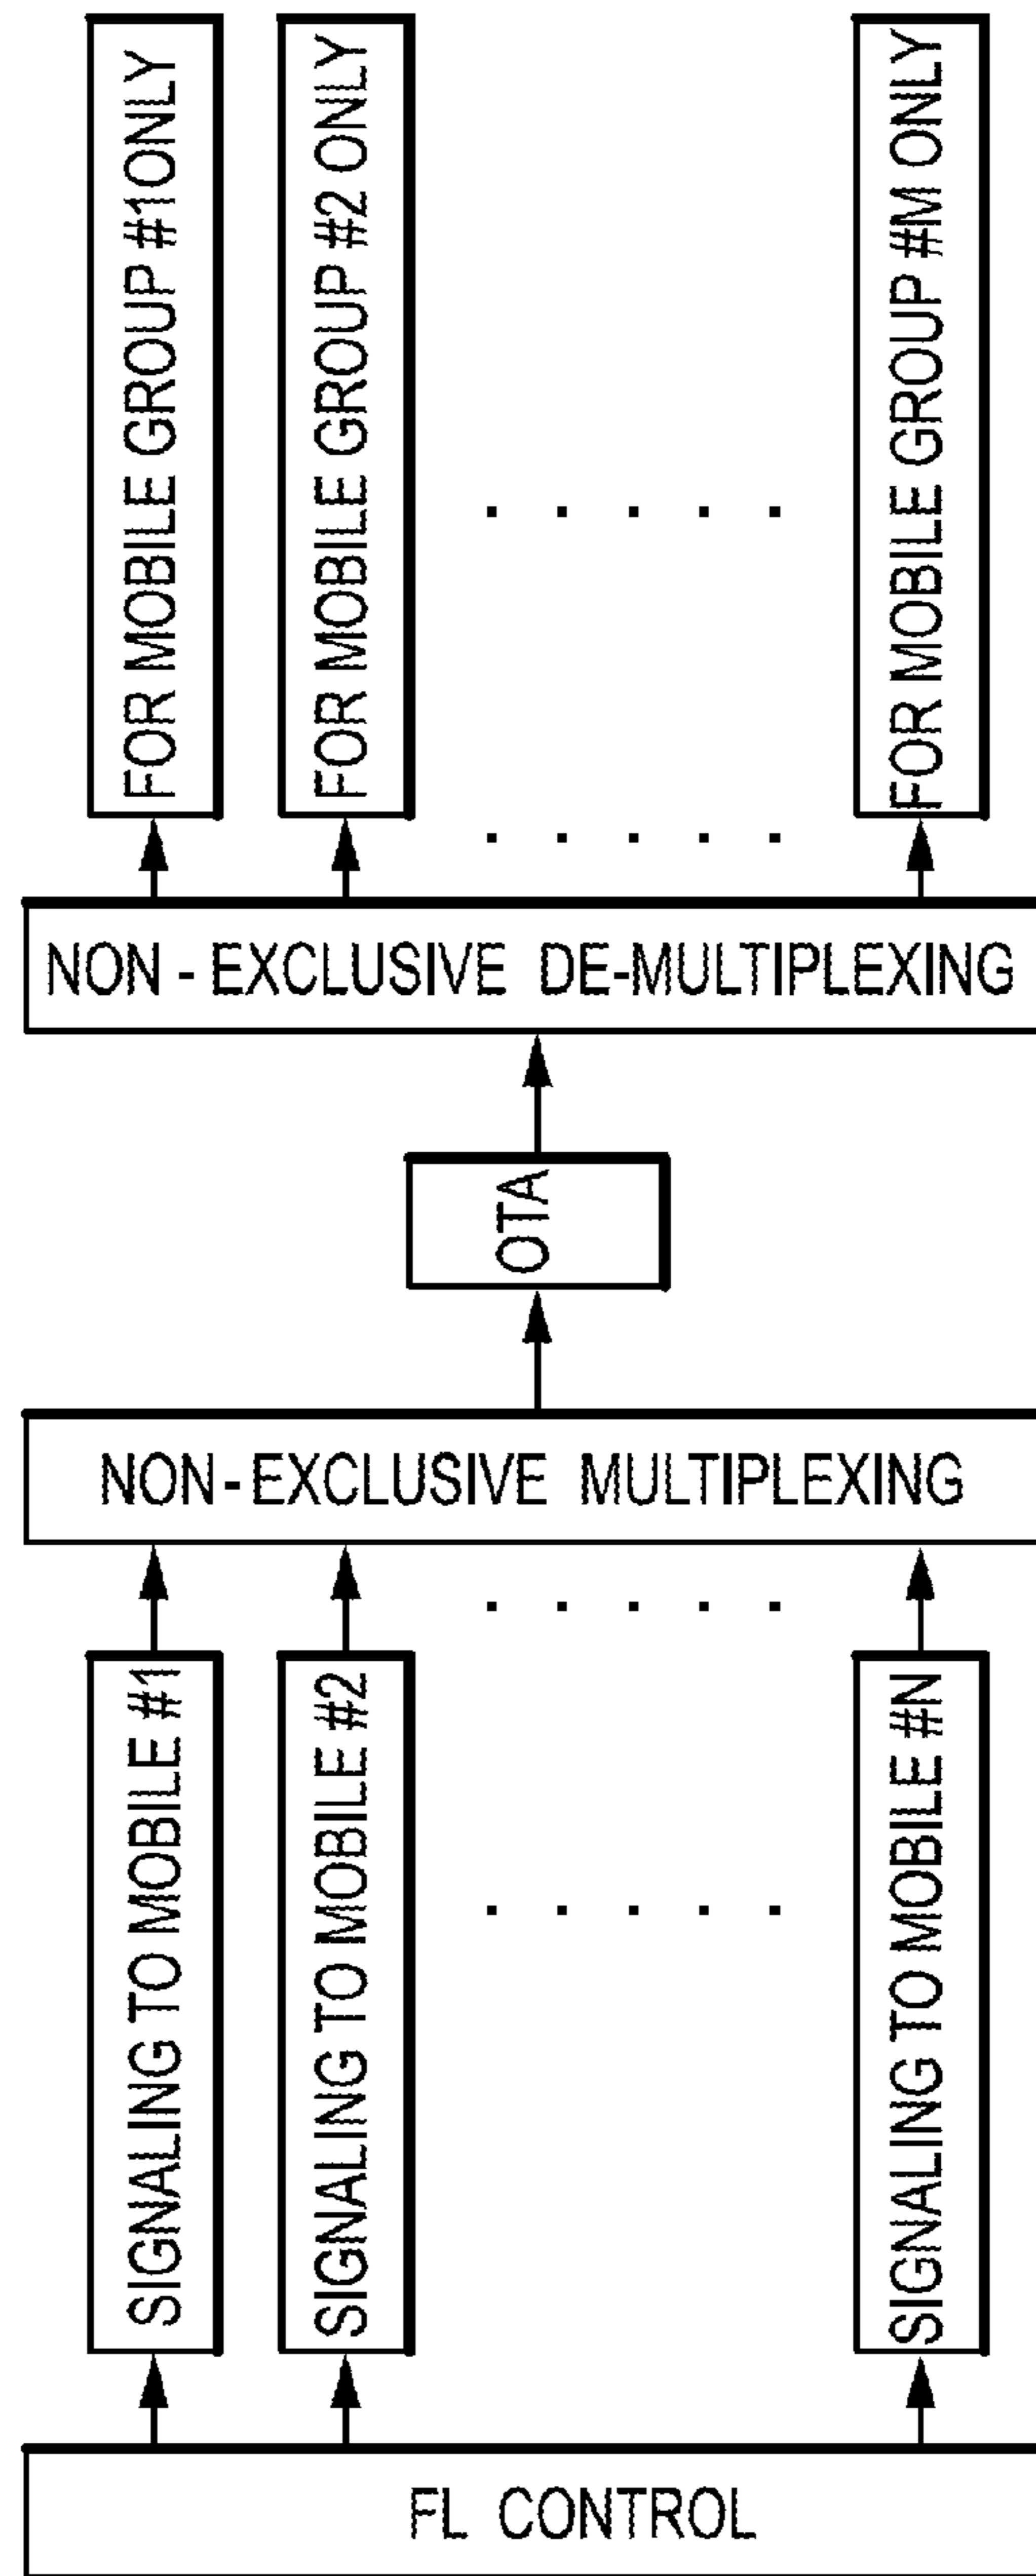 FOR MOBILE GROUP #1ONLY
FOR MOBILE GROUP #2 ONLY
FOR MOBILE GROUP #M ONLY
NON - EXCLUSIVE DE-MULTIPLEXING
OTA
NON - EXCLUSIVE MULTIPLEXING
SIGNALING TO MOBILE #1
SIGNALING TO MOBILE #2
SIGNALING TO MOBILE #N
FL CONTROL